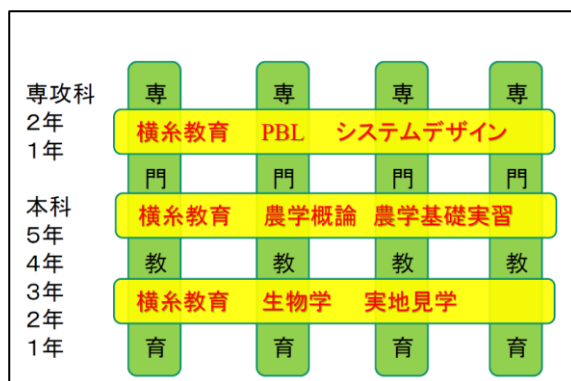 専攻科
2年
1年
本科
5年
4年
3年
2年
1年
専 専 専 専
横糸教育 PBL システムデザイン
門 門 門 門
横糸教育 農学概論 農学基礎実習
教 教 教 教
横糸教育 生物学 実地見学
育 育 育 育